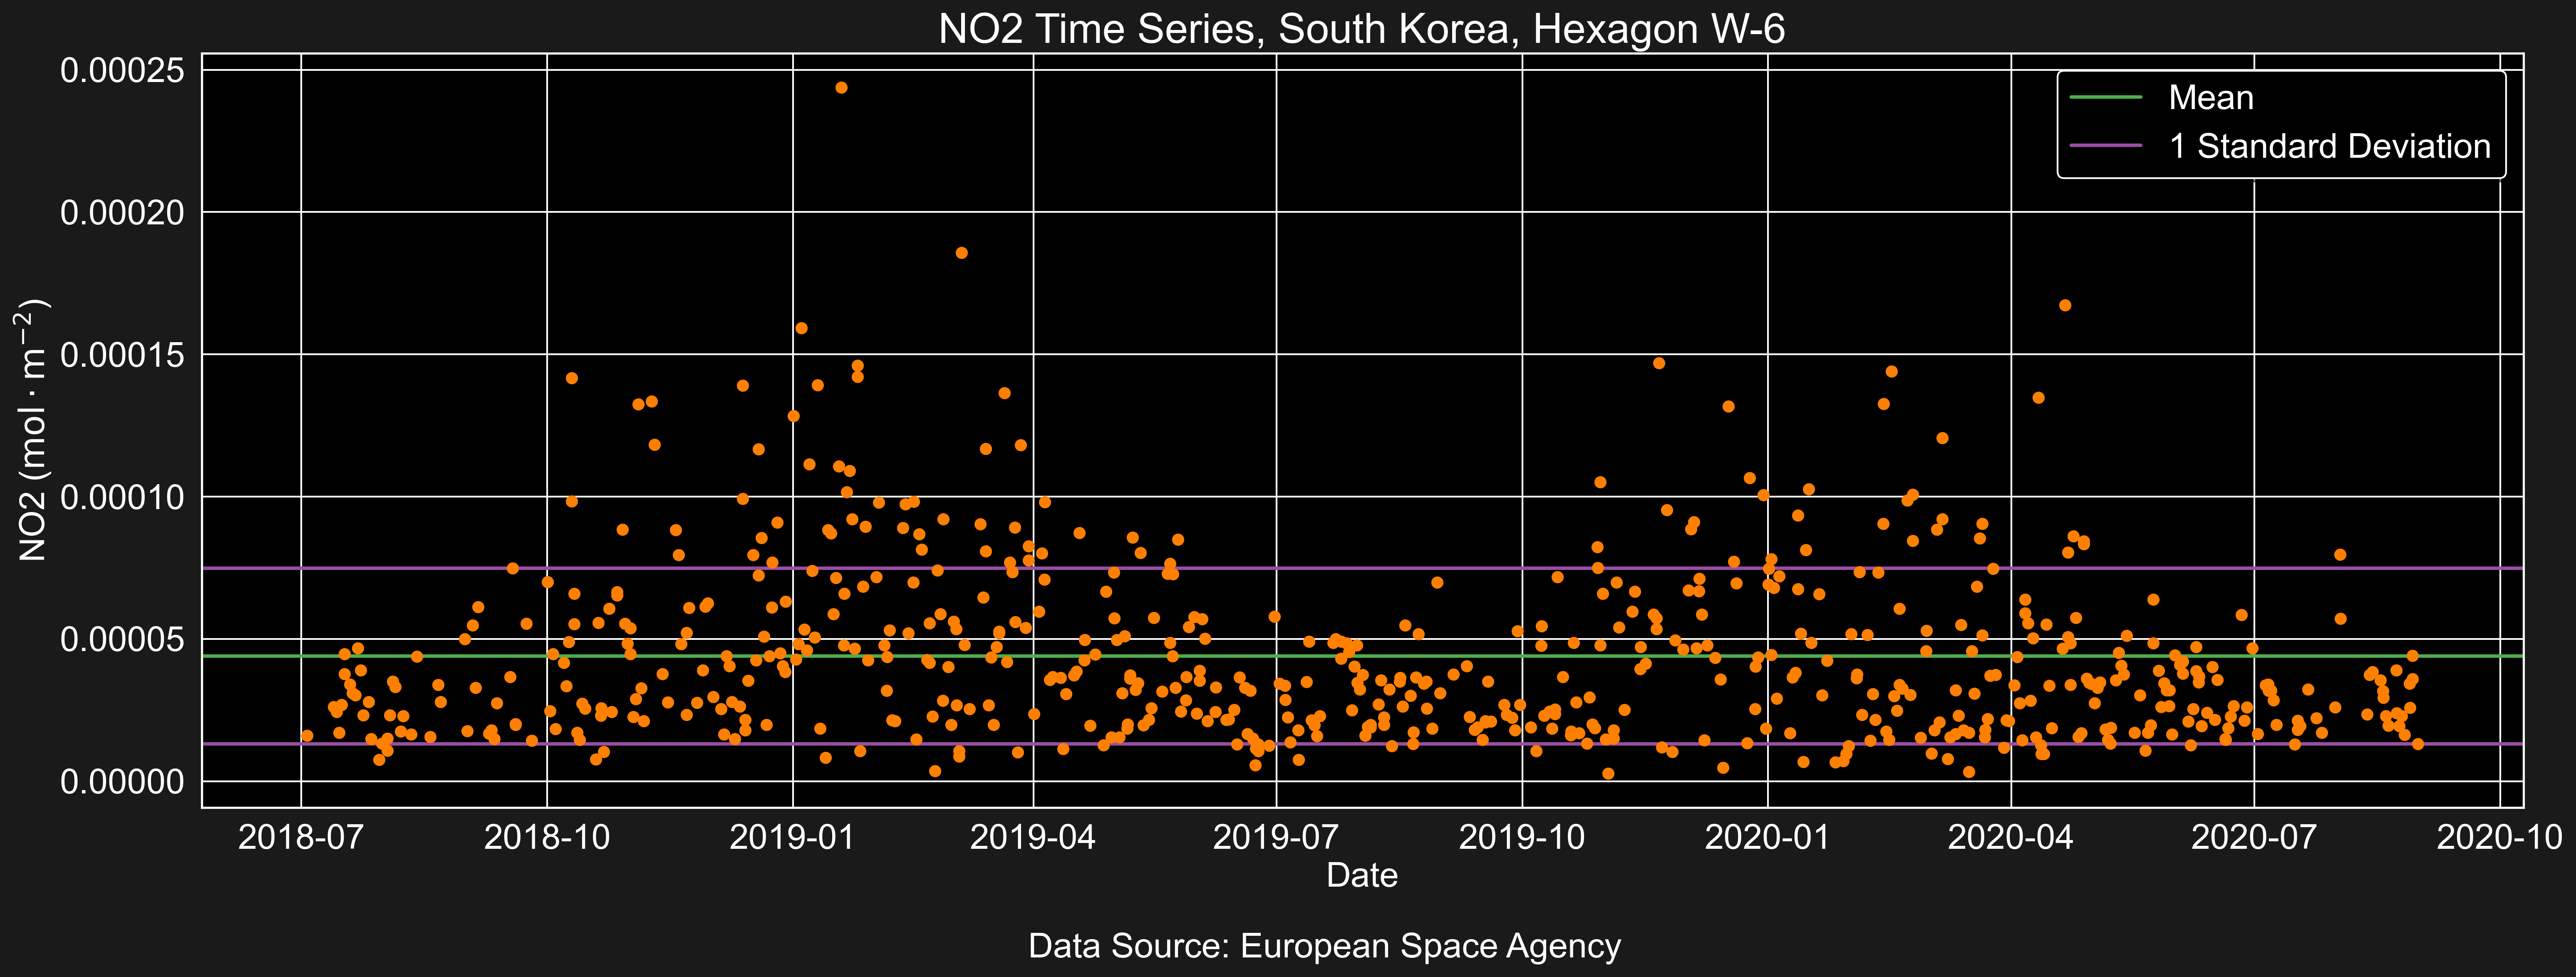 NO2 Time Series, South Korea, Hexagon W-6
0.00025
0.00020
0.00015
0.00010
0.00005
0.00000
NO2 (mol · m⁻²)
Mean
1 Standard Deviation
2018-07 2018-10 2019-01 2019-04 2019-07 2019-10 2020-01 2020-04 2020-07 2020-10
Date
Data Source: European Space Agency